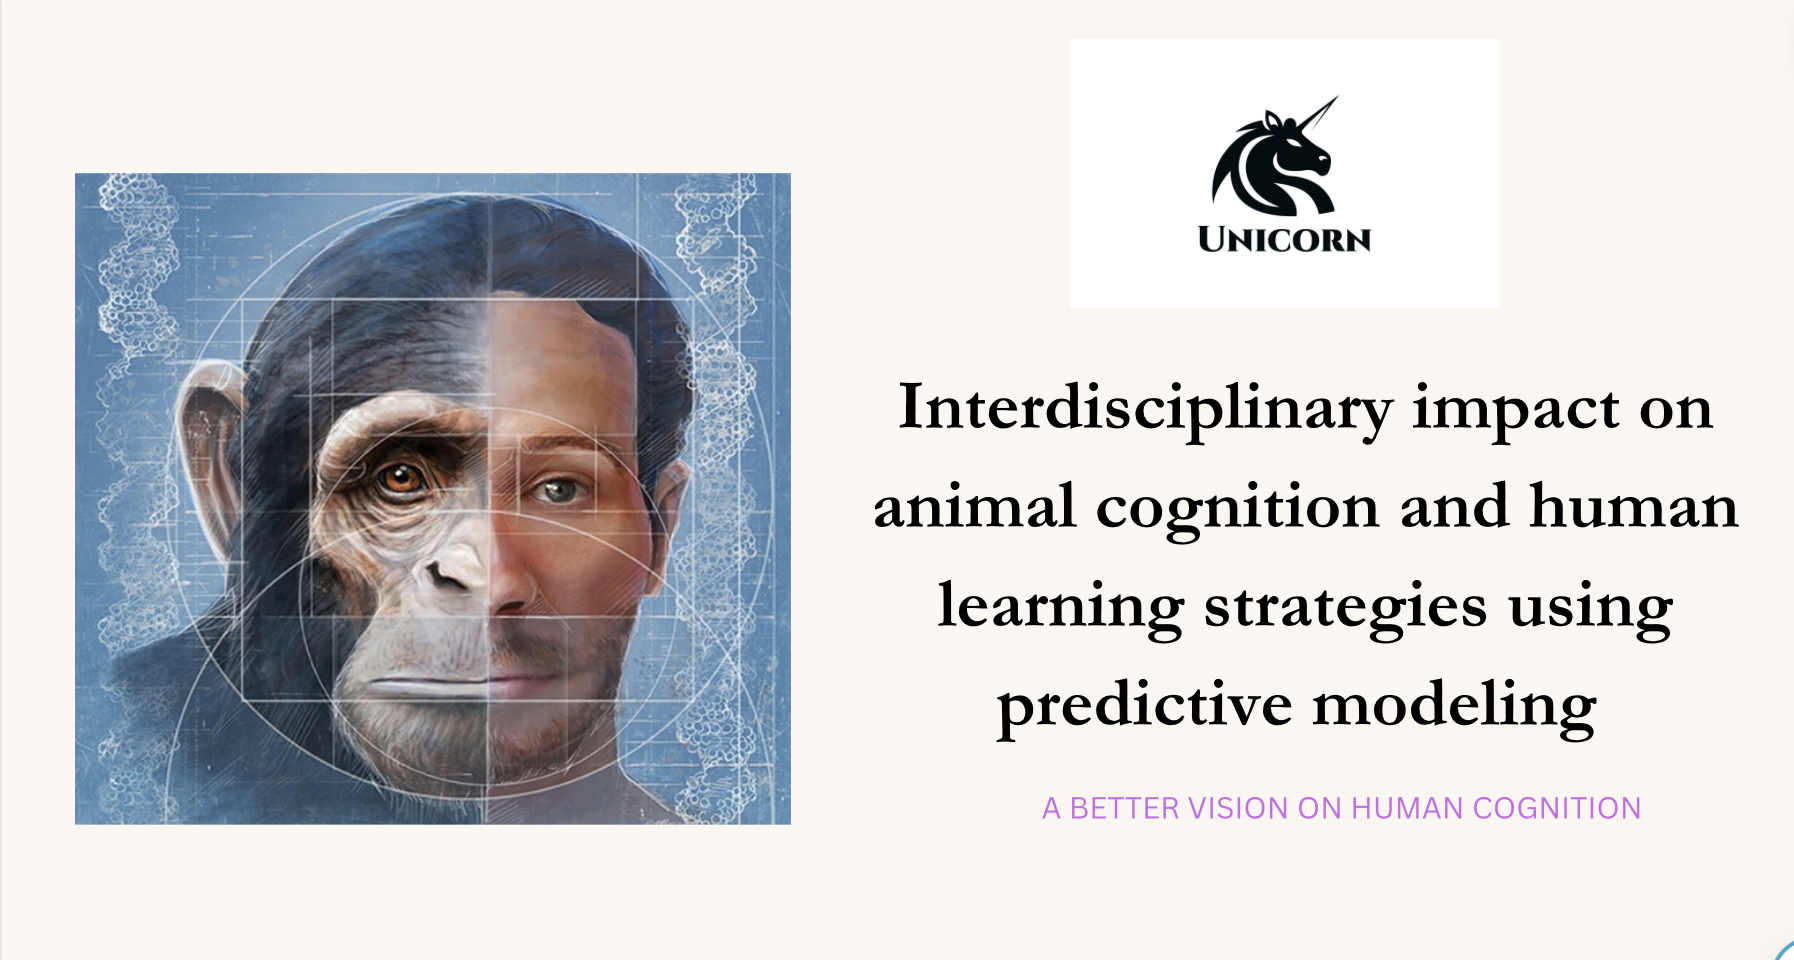 UNICORN
Interdisciplinary impact on
animal cognition and human
learning strategies using
predictive modeling
A BETTER VISION ON HUMAN COGNITION